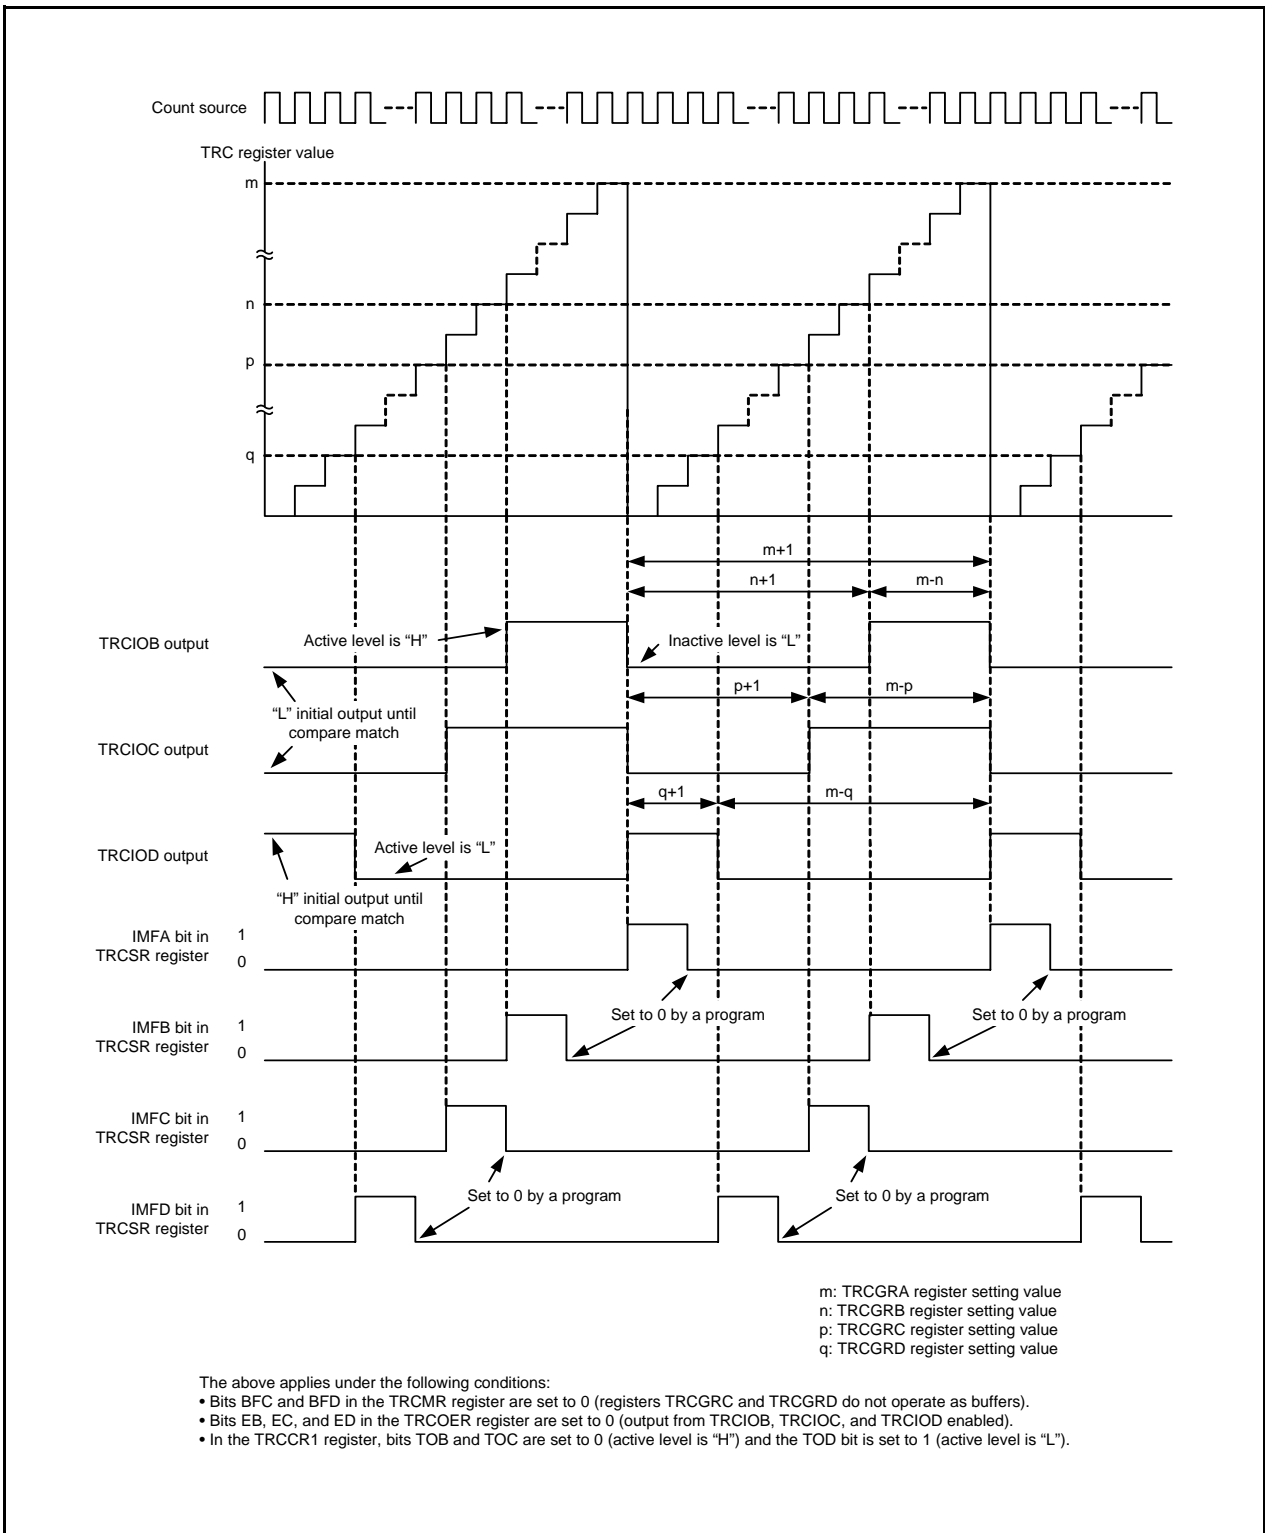 Count source
TRC register value
m
n
p
q
m+1
n+1
m-n
TRCIOB output
Active level is “H”
Inactive level is “L”
p+1
m-p
“L” initial output until
compare match
TRCIOC output
q+1
m-q
TRCIOD output
Active level is “L”
“H” initial output until
compare match
IMFA bit in
TRCSR register
1
0
Set to 0 by a program
Set to 0 by a program
IMFB bit in
TRCSR register
1
0
IMFC bit in
TRCSR register
1
0
Set to 0 by a program
Set to 0 by a program
IMFD bit in
TRCSR register
1
0
m: TRCGRA register setting value
n: TRCGRB register setting value
p: TRCGRC register setting value
q: TRCGRD register setting value
The above applies under the following conditions:
• Bits BFC and BFD in the TRCMR register are set to 0 (registers TRCGRC and TRCGRD do not operate as buffers).
• Bits EB, EC, and ED in the TRCOER register are set to 0 (output from TRCIOB, TRCIOC, and TRCIOD enabled).
• In the TRCCR1 register, bits TOB and TOC are set to 0 (active level is “H”) and the TOD bit is set to 1 (active level is “L”).